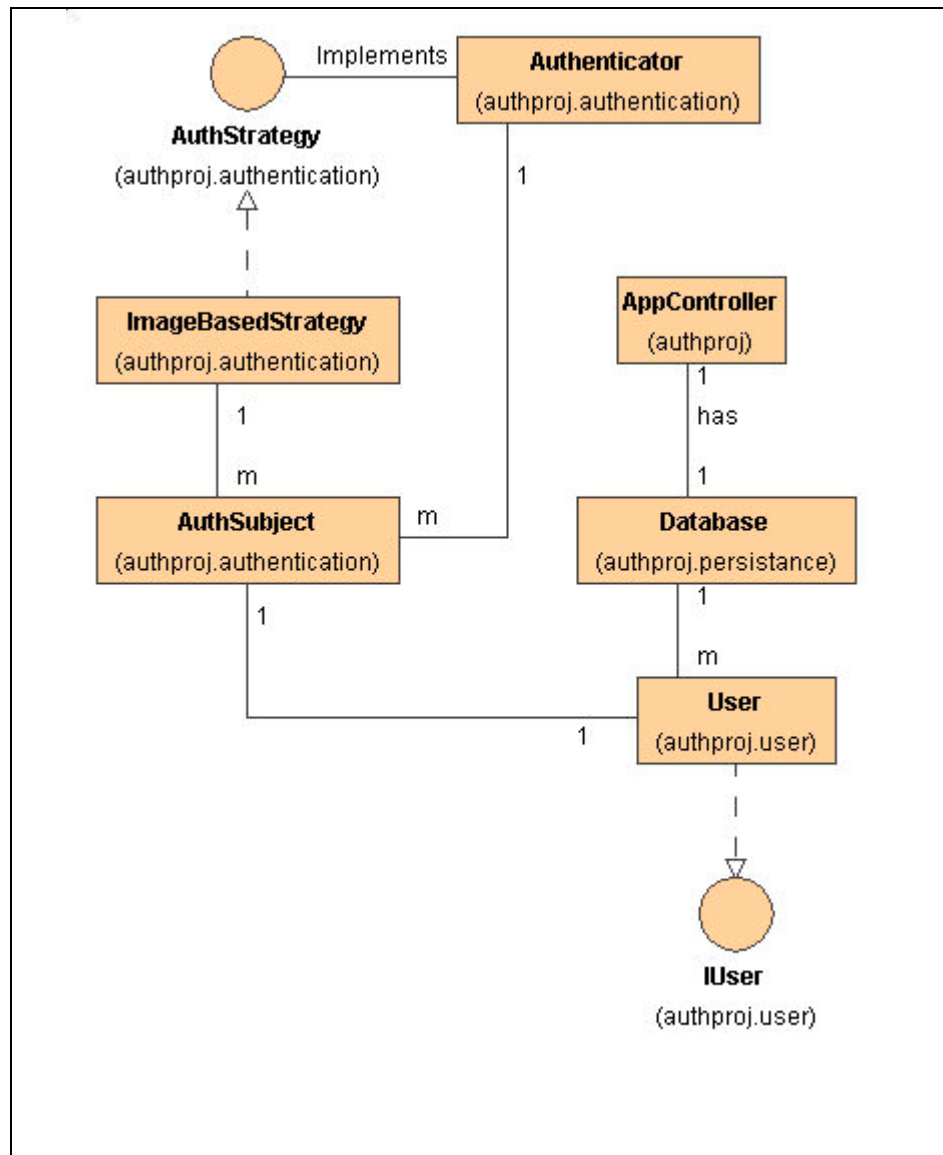 Implements
Authenticator
(authproj.authentication)
AuthStrategy
(authproj.authentication)
1
ImageBasedStrategy
(authproj.authentication)
AppController
(authproj)
1
has
1
1
m
AuthSubject
(authproj.authentication)
m
Database
(authproj.persistance)
1
1
m
User
(authproj.user)
1
IUser
(authproj.user)